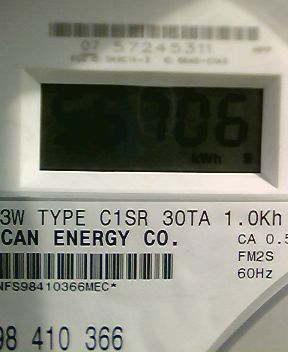 07 57245311
706
kWh
3W TYPE C1SR 30TA 1.0Kh
CAN ENERGY CO.
CA 0.5
FM2S
60Hz
NFS98410366MEC*
98 410 366